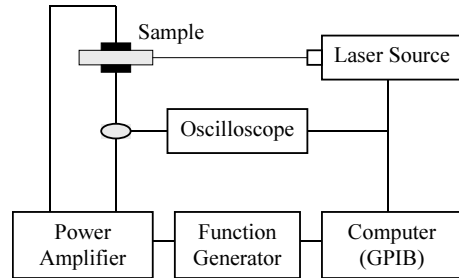 Sample
Laser Source
Oscilloscope
Power
Amplifier
Function
Generator
Computer
(GPIB)